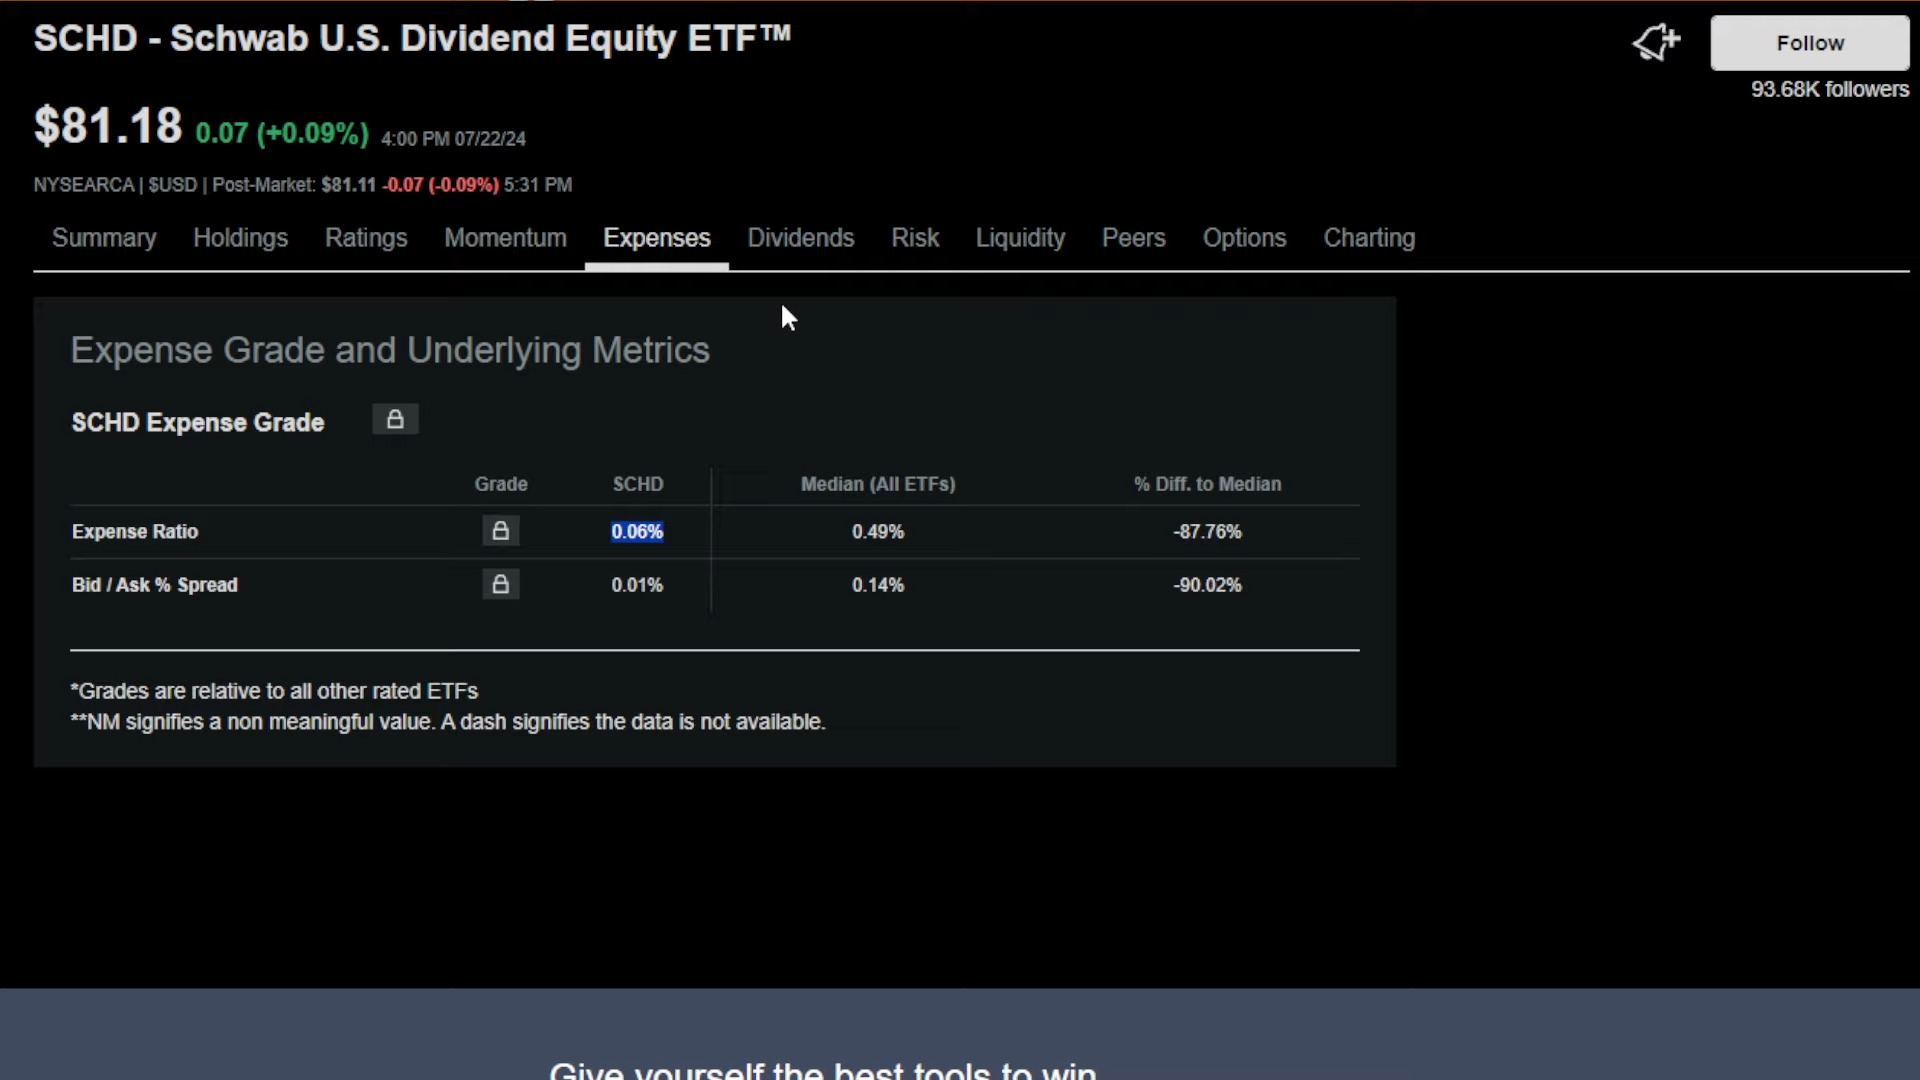 SCHD - Schwab U.S. Dividend Equity ETF™
Follow
93.68K followers
$81.18 0.07 (+0.09%) 4:00 PM 07/22/24
NYSEARCA | $USD | Post-Market: $81.11 -0.07 (-0.09%) 5:31 PM
Summary Holdings Ratings Momentum Expenses Dividends Risk Liquidity Peers Options Charting
Expense Grade and Underlying Metrics
SCHD Expense Grade
Grade SCHD Median (All ETFs) % Diff. to Median
Expense Ratio 0.06% 0.49% -87.76%
Bid / Ask % Spread 0.01% 0.14% -90.02%
*Grades are relative to all other rated ETFs
**NM signifies a non meaningful value. A dash signifies the data is not available.
Give yourself the best tools to win